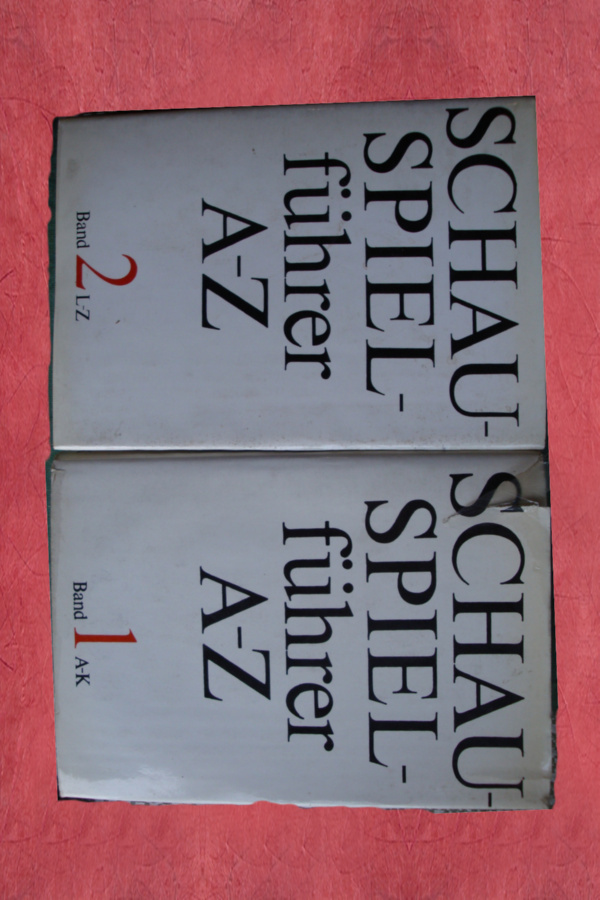 SCHAU-
SPIEL-
führer
A-Z
Band 2 L-Z
SCHAU-
SPIEL-
führer
A-Z
Band 1 A-K